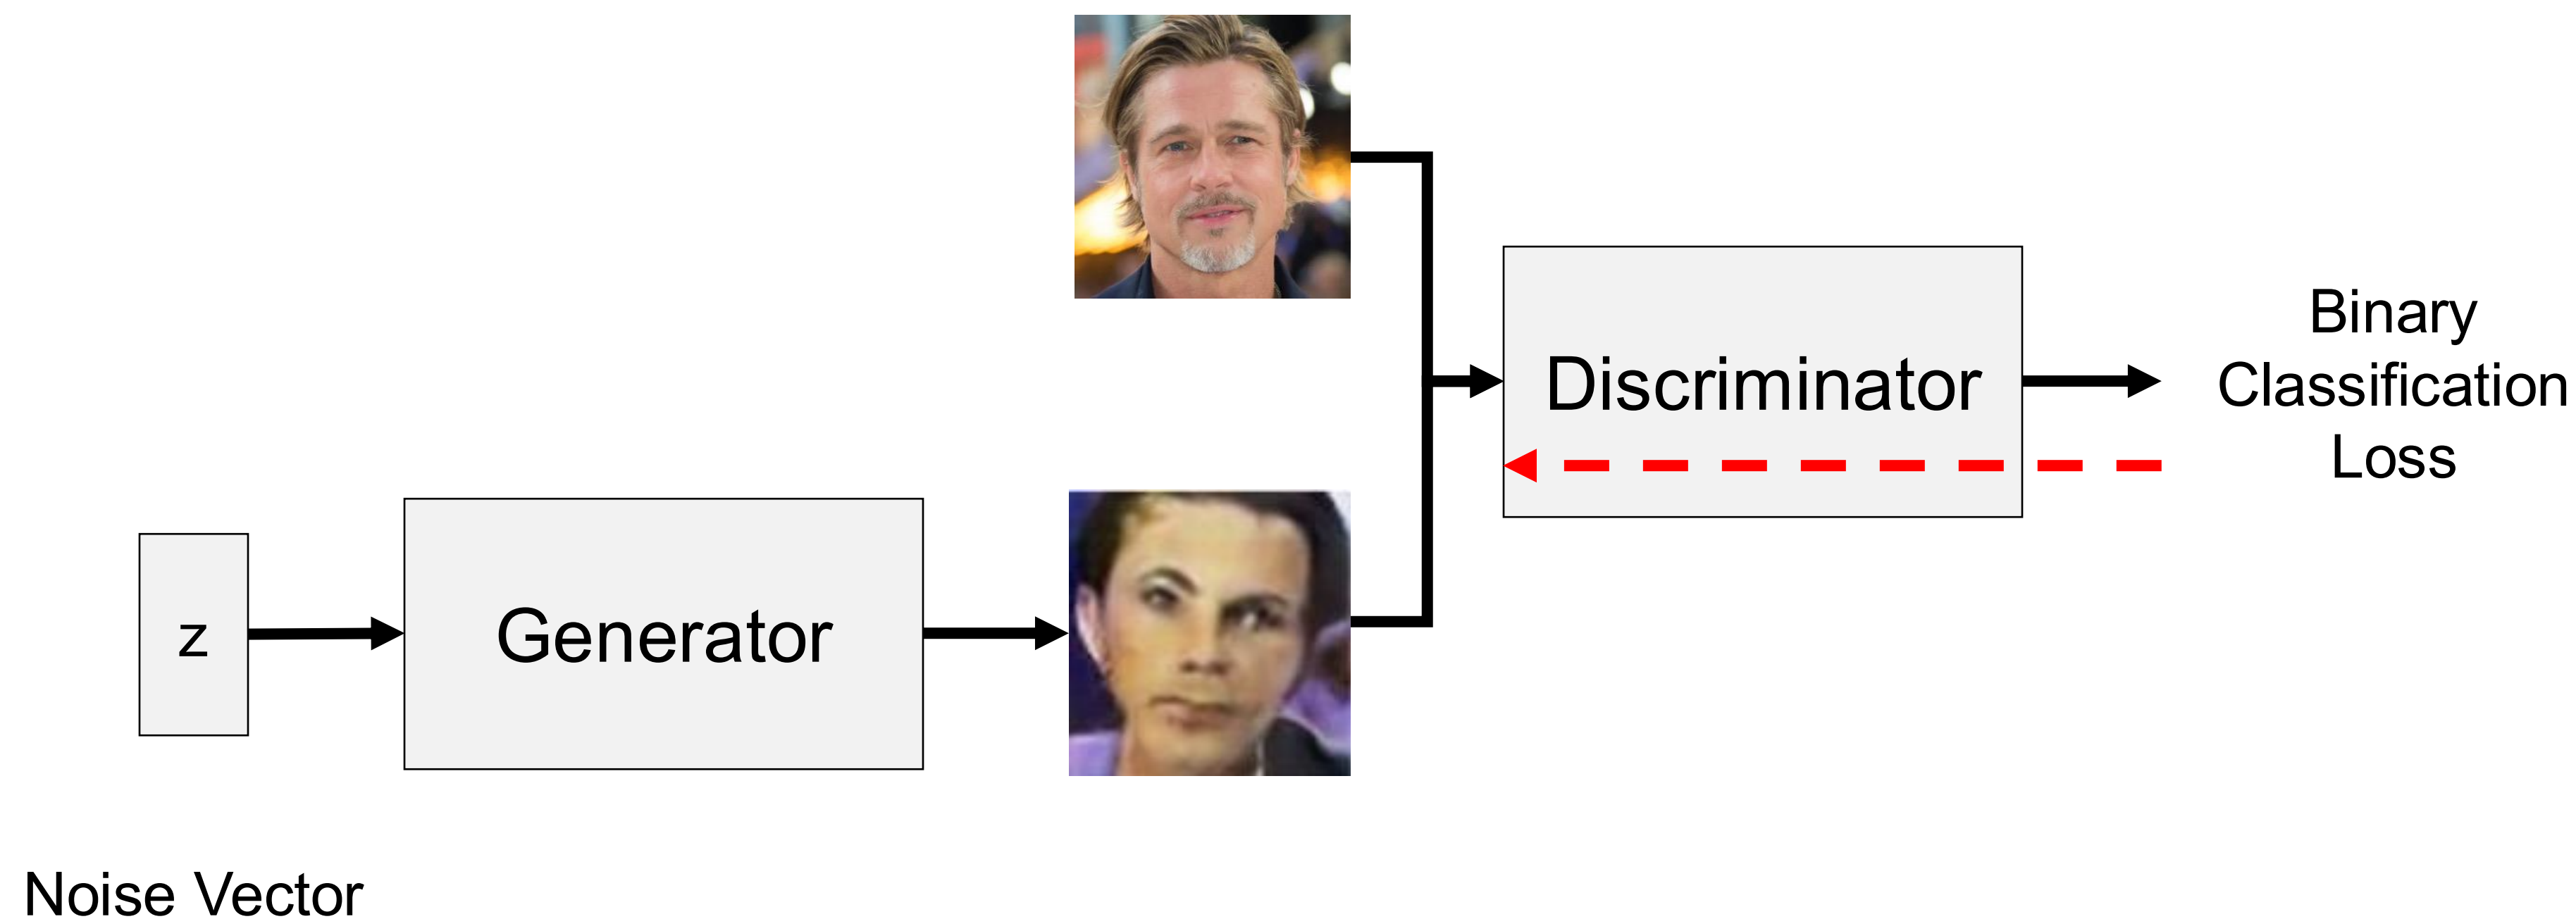 Binary
Classification
Loss
Discriminator
Generator
z
Noise Vector